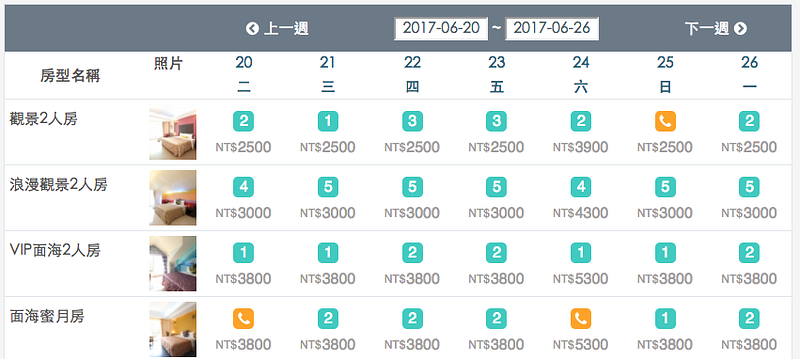 上一週 2017-06-20 ~ 2017-06-26 下一週
房型名稱 照片 20 21 22 23 24 25 26
二 三 四 五 六 日 一
觀景2人房 2 1 3 3 2 2
NT$2500 NT$2500 NT$2500 NT$2500 NT$3900 NT$2500 NT$2500
浪漫觀景2人房 4 5 5 5 4 5 5
NT$3000 NT$3000 NT$3000 NT$3000 NT$4300 NT$3000 NT$3000
VIP面海2人房 1 1 2 2 1 1 2
NT$3800 NT$3800 NT$3800 NT$3800 NT$5300 NT$3800 NT$3800
面海蜜月房 2 2 2 1 2
NT$3800 NT$3800 NT$3800 NT$3800 NT$5300 NT$3800 NT$3800